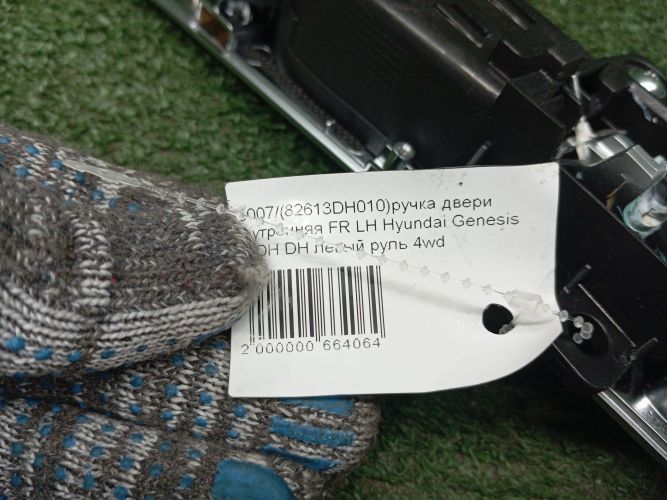 007/(82613DH010)ручка двери
FR LH Hyundai Genesis
DH левый руль 4wd
2 000000 664064